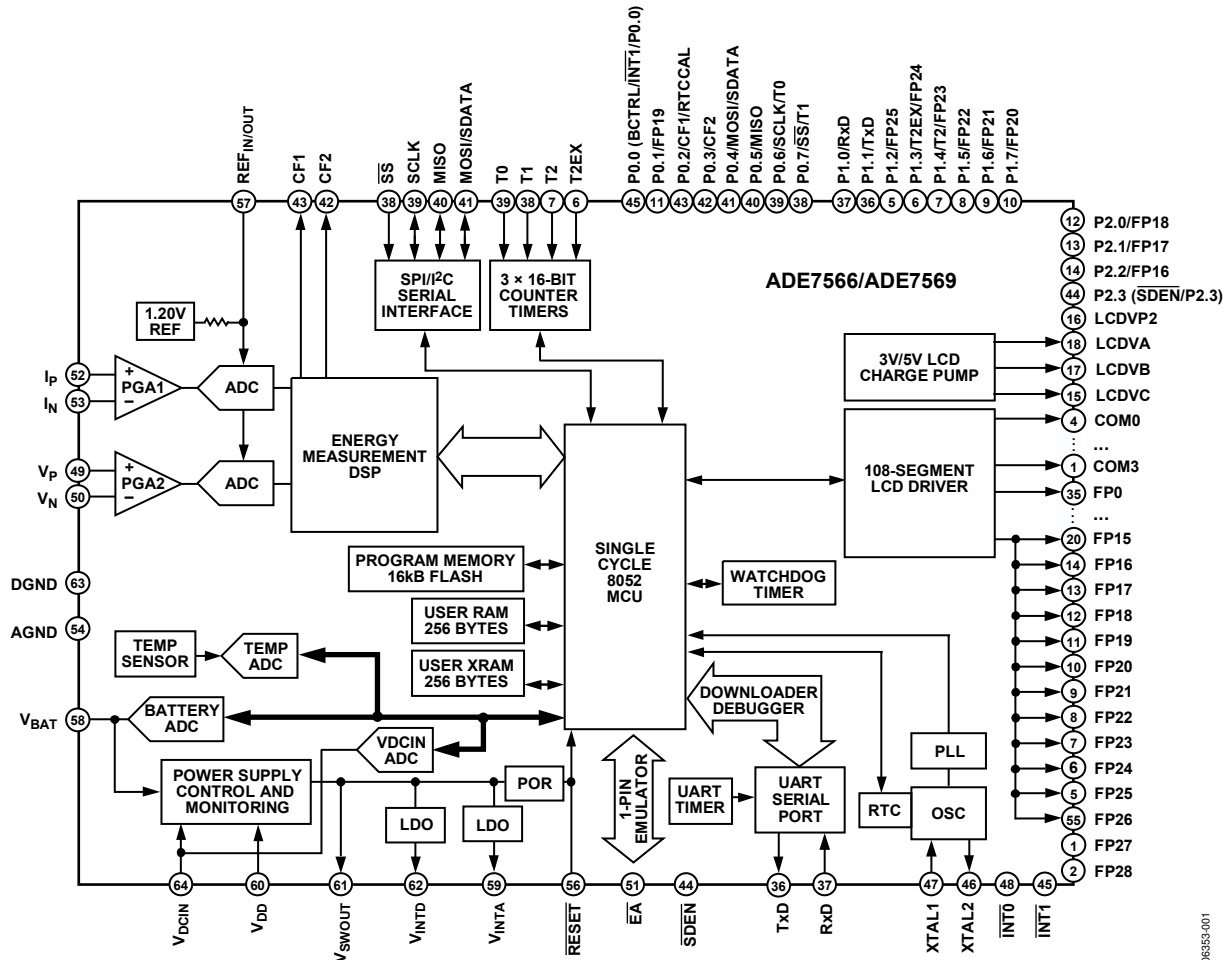 REFIN/OUT
CF1
CF2
SS
SCLK
MISO
MOSI/SDATA
T0
T1
T2
T2EX
P0.0 (BCTRL/INT1/P0.0)
P0.1/FP19
P0.2/CF1/RTCCAL
P0.3/CF2
P0.4/MOSI/SDATA
P0.5/MISO
P0.6/SCLK/T0
P0.7/SS/T1
P1.0/RxD
P1.1/TxD
P1.2/FP25
P1.3/T2EX/FP24
P1.4/T2/FP23
P1.5/FP22
P1.6/FP21
P1.7/FP20
57
43
42
38
39
40
41
39
38
7
6
45
11
43
42
41
40
39
38
37
36
5
6
7
8
9
10
12 P2.0/FP18
13 P2.1/FP17
14 P2.2/FP16
44 P2.3 (SDEN/P2.3)
16 LCDVP2
18 LCDVA
17 LCDVB
15 LCDVC
4 COM0
...
1 COM3
35 FP0
...
20 FP15
14 FP16
13 FP17
12 FP18
11 FP19
10 FP20
9 FP21
8 FP22
7 FP23
6 FP24
5 FP25
55 FP26
1 FP27
2 FP28
ADE7566/ADE7569
SPI/I2C
SERIAL
INTERFACE
3 × 16-BIT
COUNTER
TIMERS
1.20V
REF
3V/5V LCD
CHARGE PUMP
108-SEGMENT
LCD DRIVER
IP 52
IN 53
+
PGA1
−
ADC
VP 49
VN 50
+
PGA2
−
ADC
ENERGY
MEASUREMENT
DSP
SINGLE
CYCLE
8052
MCU
PROGRAM MEMORY
16kB FLASH
USER RAM
256 BYTES
USER XRAM
256 BYTES
WATCHDOG
TIMER
DGND 63
AGND 54
TEMP
SENSOR
TEMP
ADC
VBAT 58
BATTERY
ADC
VDCIN
ADC
POWER SUPPLY
CONTROL AND
MONITORING
LDO
LDO
POR
1-PIN
EMULATOR
DOWNLOADER
DEBUGGER
UART
TIMER
UART
SERIAL
PORT
PLL
RTC
OSC
64
60
61
62
59
56
51
44
36
37
47
46
48
45
VDCIN
VDD
VSWOUT
VINTD
VINTA
RESET
EA
SDEN
TxD
RxD
XTAL1
XTAL2
INT0
INT1
06353-001